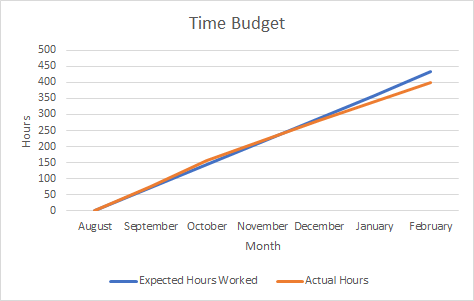 Time Budget
500
450
400
350
300
250
200
150
100
50
0
Hours
August September October November December January February
Month
Expected Hours Worked Actual Hours